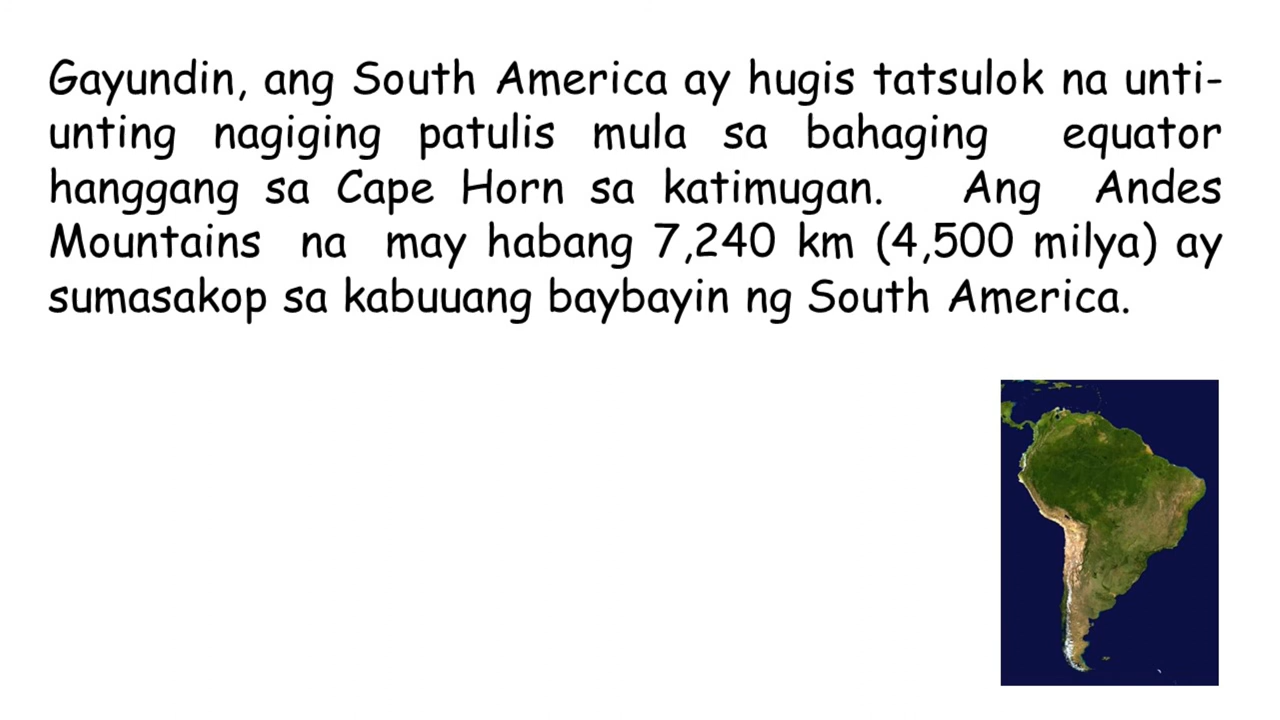 Gayundin, ang South America ay hugis tatsulok na unti-
unting nagiging patulis mula sa bahaging equator
hanggang sa Cape Horn sa katimugan. Ang Andes
Mountains na may habang 7,240 km (4,500 milya) ay
sumasakop sa kabuuang baybayin ng South America.